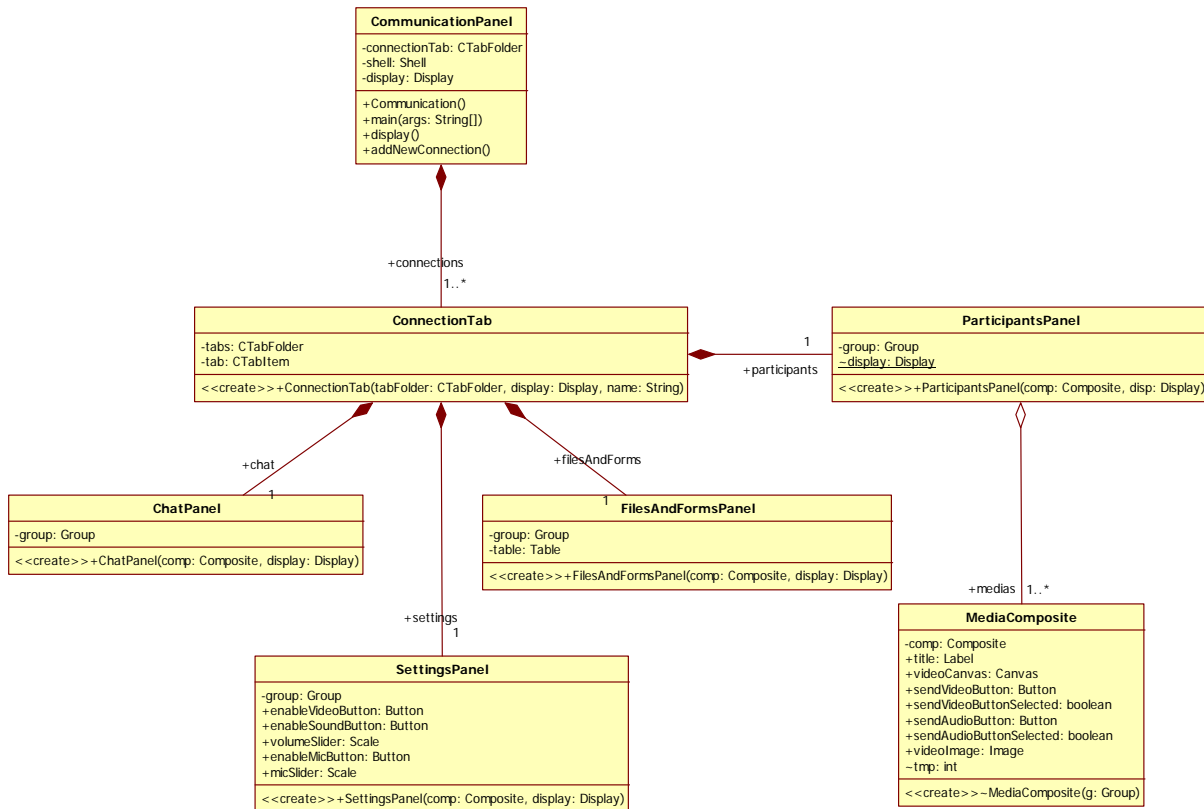 CommunicationPanel
-connectionTab: CTabFolder
-shell: Shell
-display: Display
+Communication()
+main(args: String[])
+display()
+addNewConnection()
+connections
1..*
ConnectionTab
-tabs: CTabFolder
-tab: CTabItem
<<create>>+ConnectionTab(tabFolder: CTabFolder, display: Display, name: String)
1
+participants
ParticipantsPanel
-group: Group
~display: Display
<<create>>+ParticipantsPanel(comp: Composite, disp: Display)
+chat
1
+filesAndForms
1
ChatPanel
-group: Group
<<create>>+ChatPanel(comp: Composite, display: Display)
FilesAndFormsPanel
-group: Group
-table: Table
<<create>>+FilesAndFormsPanel(comp: Composite, display: Display)
+settings
1
+medias
1..*
SettingsPanel
-group: Group
+enableVideoButton: Button
+enableSoundButton: Button
+volumeSlider: Scale
+enableMicButton: Button
+micSlider: Scale
<<create>>+SettingsPanel(comp: Composite, display: Display)
MediaComposite
-comp: Composite
+title: Label
+videoCanvas: Canvas
+sendVideoButton: Button
+sendVideoButtonSelected: boolean
+sendAudioButton: Button
+sendAudioButtonSelected: boolean
+videoImage: Image
~tmp: int
<<create>>~MediaComposite(g: Group)